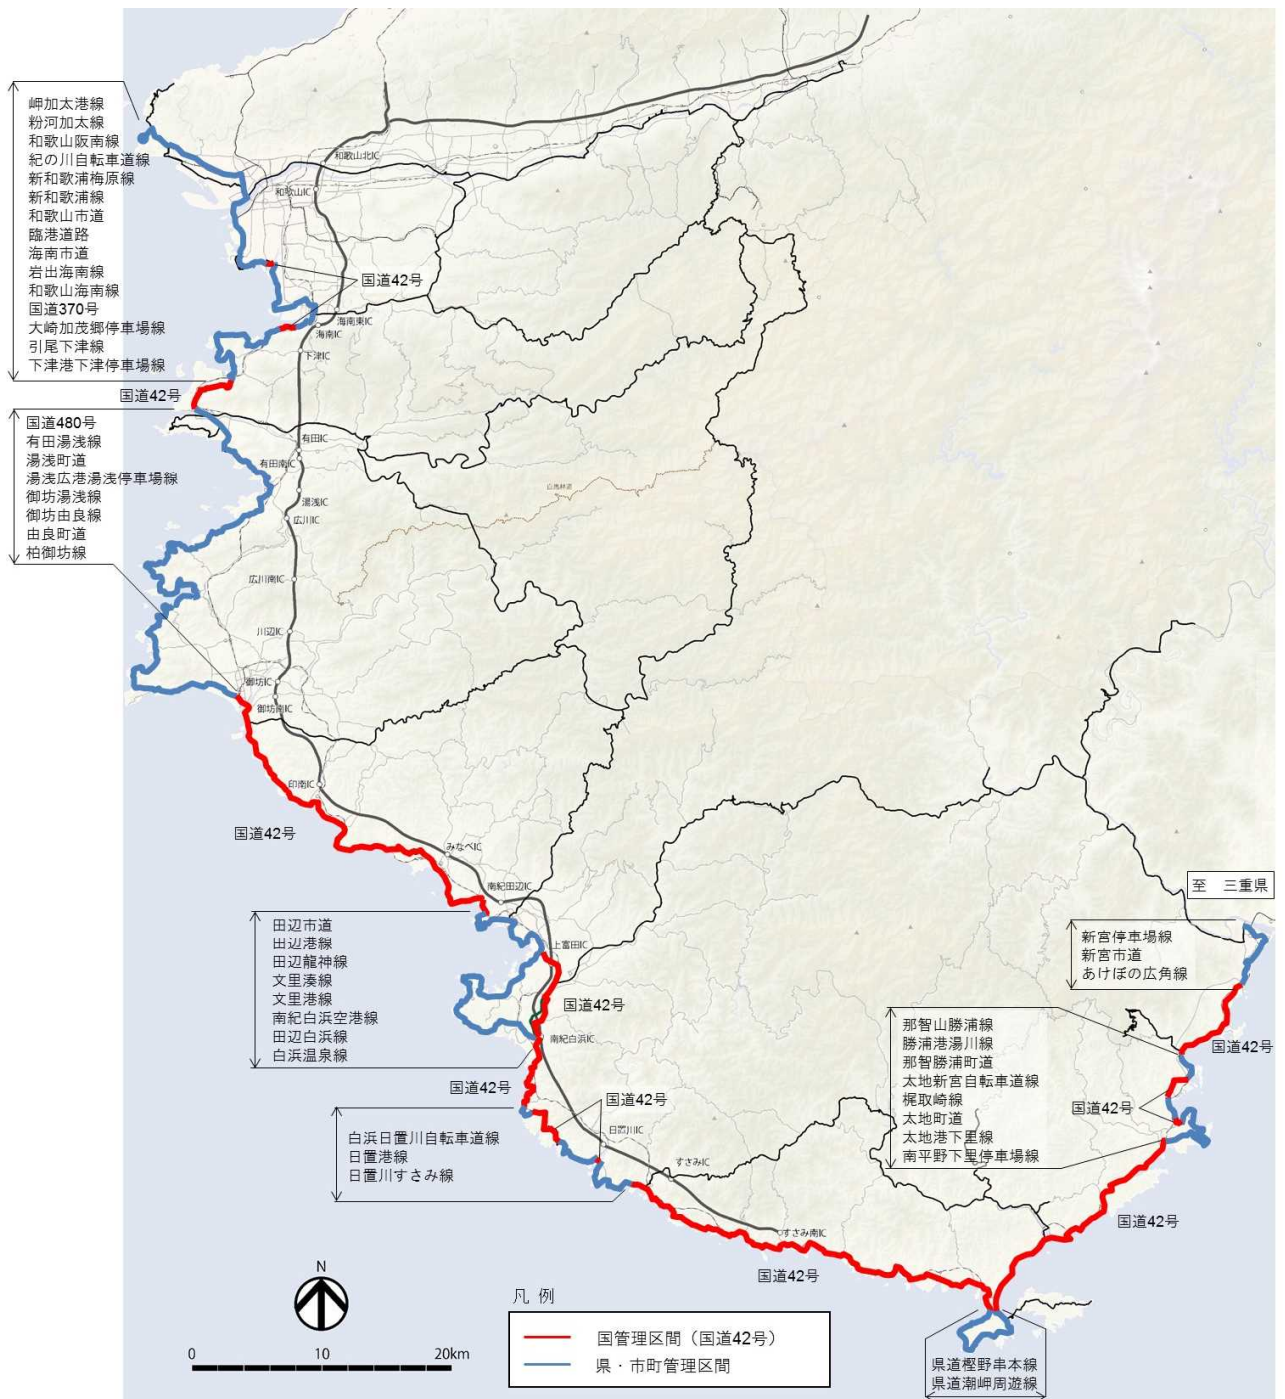 岬加太港線
粉河加太線
和歌山阪南線
紀の川自転車道線
新和歌浦梅原線
新和歌浦線
和歌山市道
臨港道路
海南市道
岩出海南線
和歌山海南線
国道370号
大崎加茂郷停車場線
引尾下津線
下津港下津停車場線
和歌山北IC
和歌山IC
国道42号
海南東IC
海南IC
下津IC
国道42号
国道480号
有田湯浅線
湯浅町道
湯浅広港湯浅停車場線
御坊湯浅線
御坊由良線
由良町道
柏御坊線
有田IC
有田南IC
湯浅IC
広川IC
広川南IC
川辺IC
御坊IC
御坊南IC
印南IC
国道42号
みなべIC
南紀田辺IC
上富田IC
田辺市道
田辺港線
田辺龍神線
文里湊線
文里港線
南紀白浜空港線
田辺白浜線
白浜温泉線
国道42号
南紀白浜IC
国道42号
国道42号
白浜日置川自転車道線
日置港線
日置川すさみ線
日置川IC
すさみIC
すさみ南IC
国道42号
至 三重県
新宮停車場線
新宮市道
あけぼの広角線
国道42号
那智山勝浦線
勝浦港湯川線
那智勝浦町道
太地新宮自転車道線
梶取崎線
太地町道
太地港下里線
南平野下里停車場線
国道42号
国道42号
県道樫野串本線
県道潮岬周遊線
N
0 10 20km
凡 例
国管理区間（国道42号）
県・市町管理区間